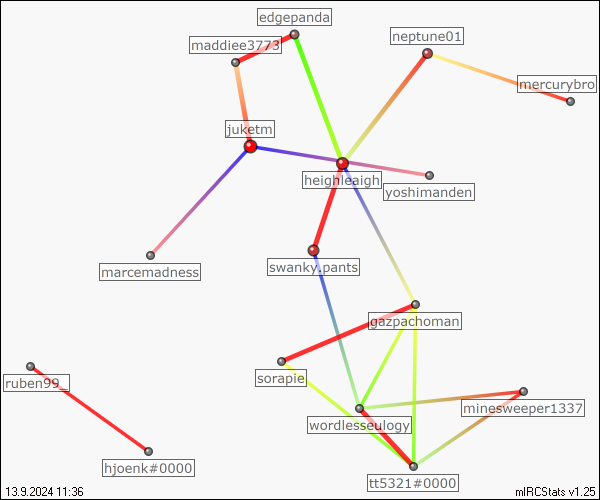 edgepanda
maddiee3773
neptune01
mercurybro
juketm
heighleaigh
yoshimanden
marcemadness
swanky.pants
gazpachoman
sorapie
ruben99_
minesweeper1337
wordlesseulogy
hjoenk#0000
tt5321#0000
13.9.2024 11:36
mIRCStats v1.25